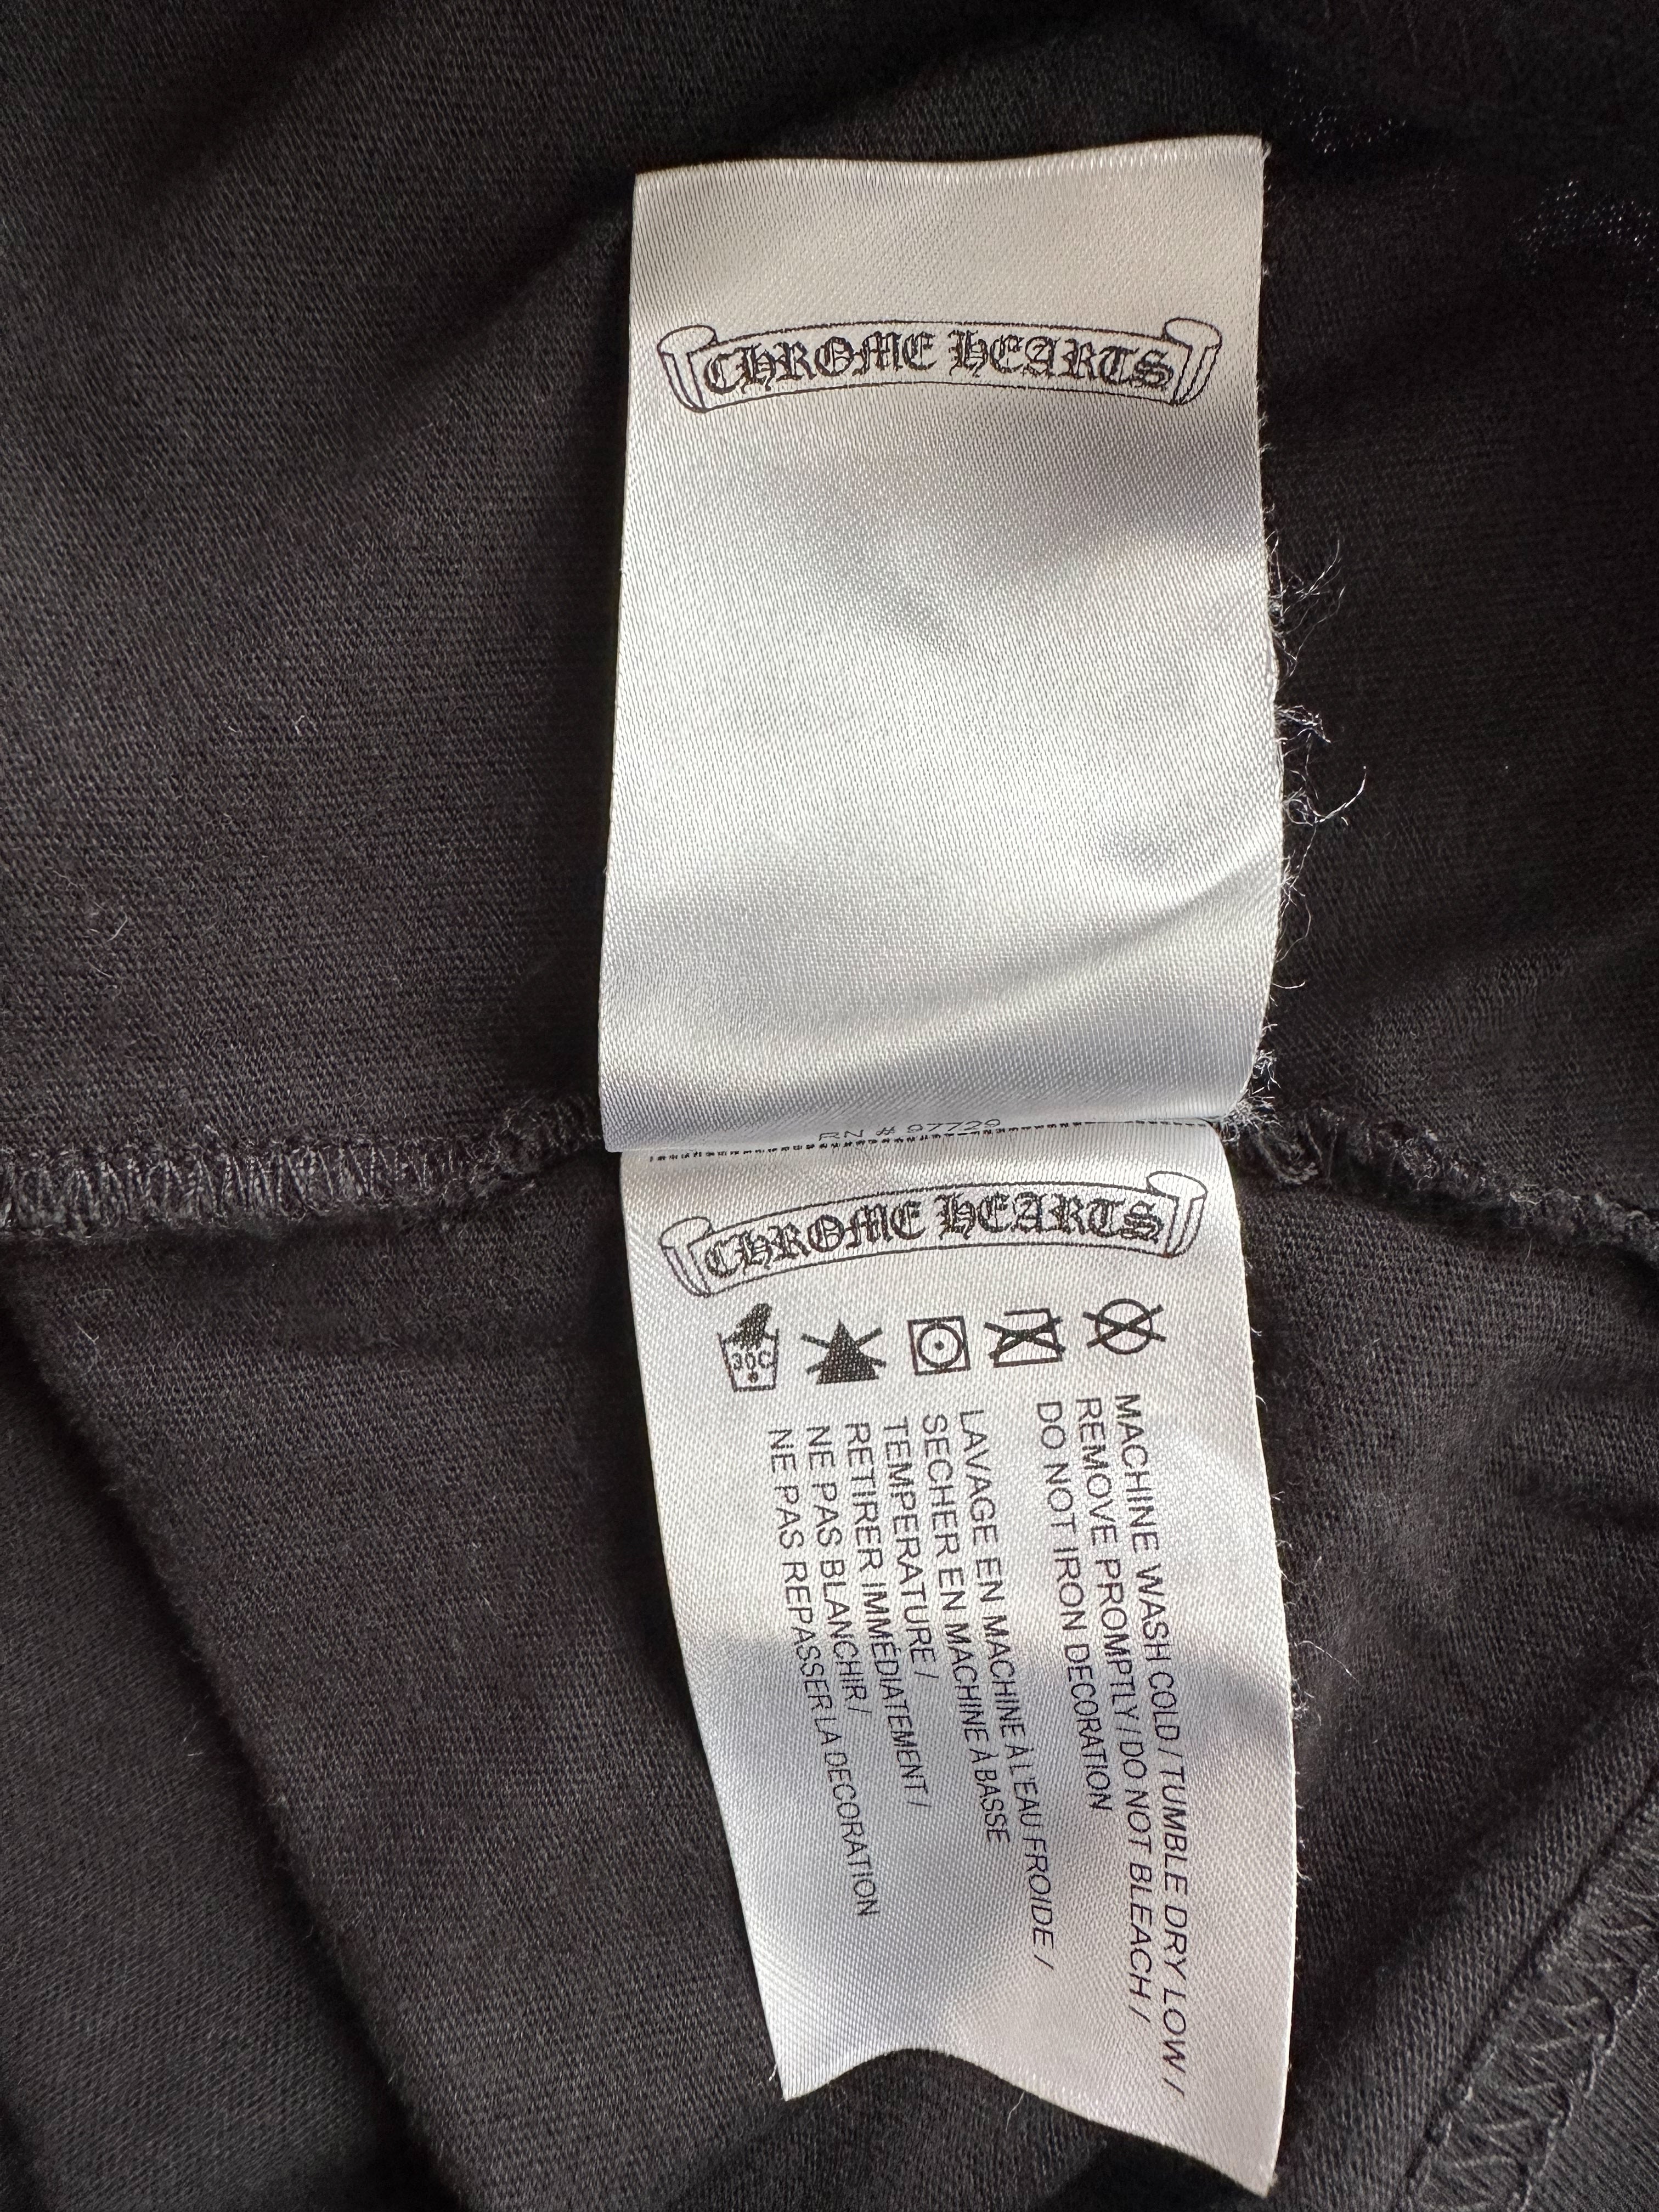 CHROME HEARTS
RN # 97729
CHROME HEARTS
30C
MACHINE WASH COLD / TUMBLE DRY LOW /
REMOVE PROMPTLY / DO NOT BLEACH /
DO NOT IRON DECORATION
LAVAGE EN MACHINE À L'EAU FROIDE /
SECHER EN MACHINE À BASSE
TEMPERATURE /
RETIRER IMMÉDIATEMENT /
NE PAS BLANCHIR /
NE PAS REPASSER LA DECORATION